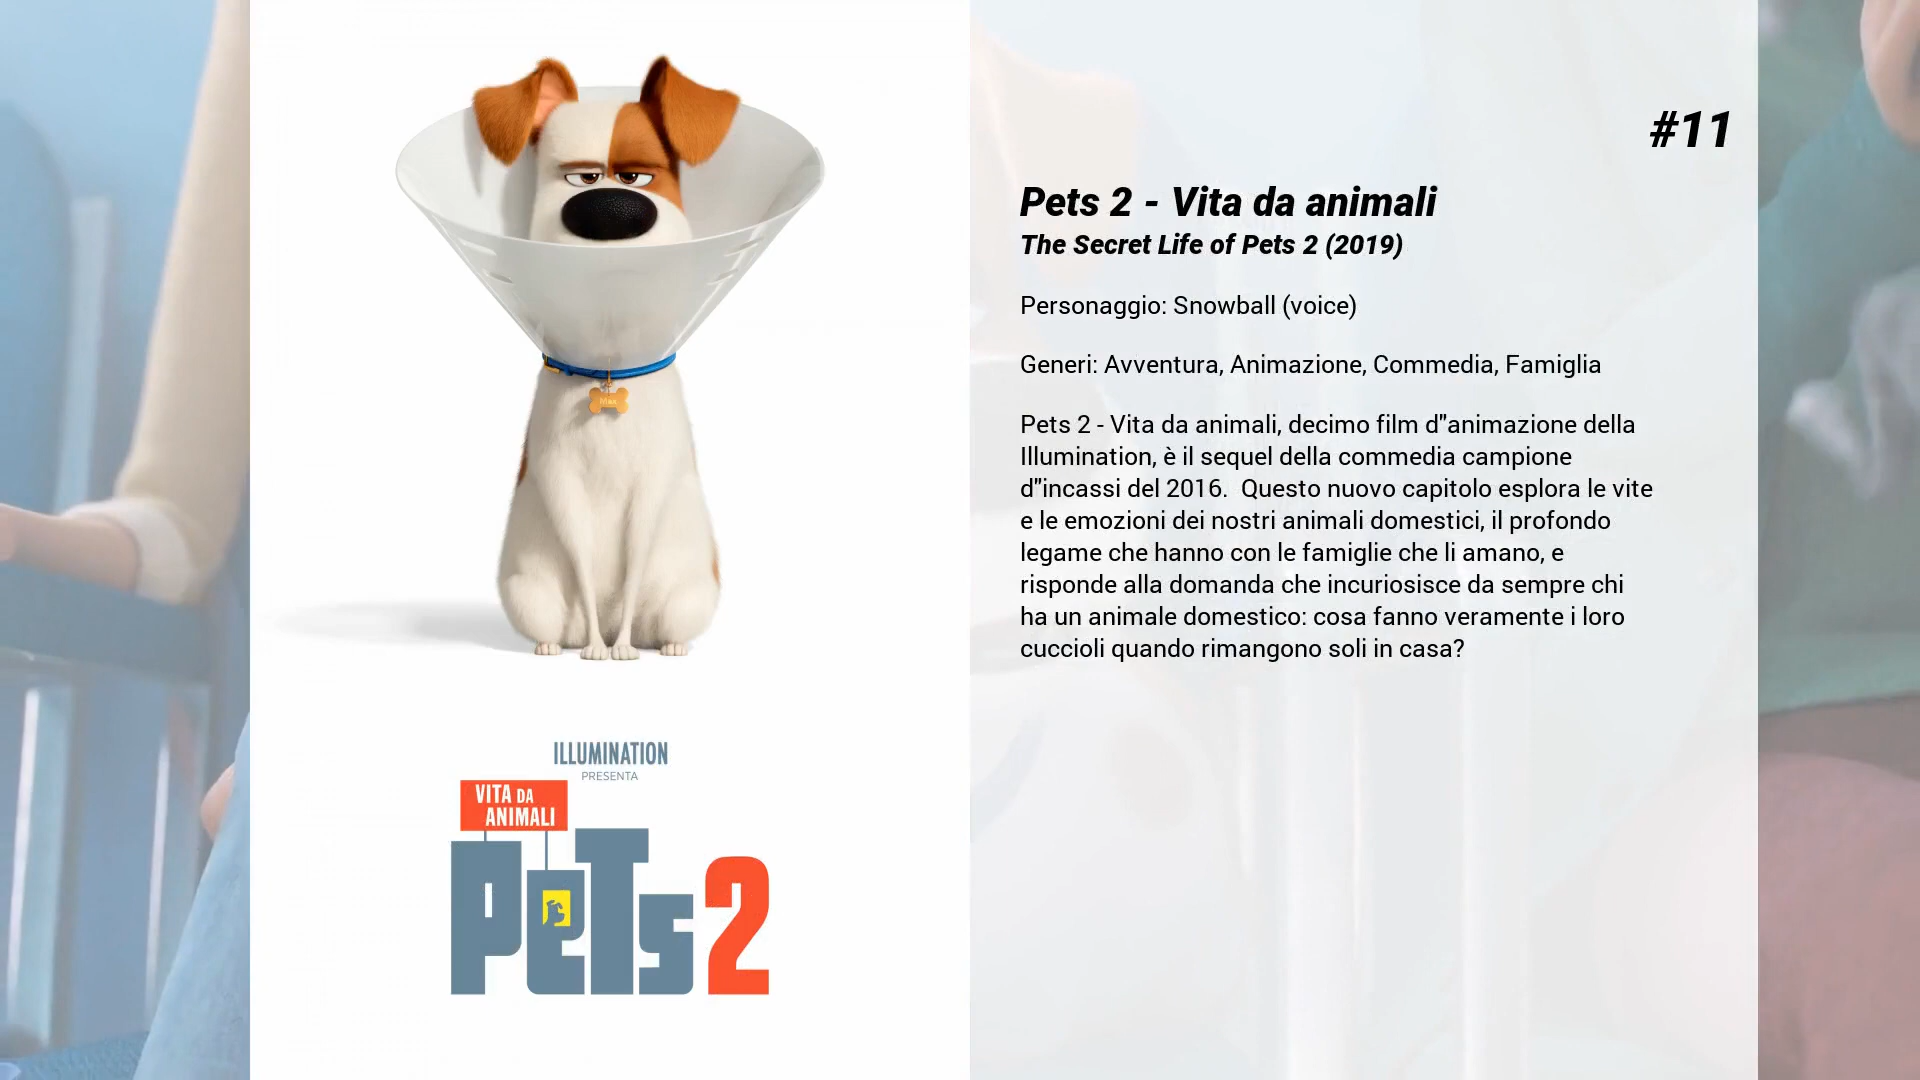 #11
Pets 2 - Vita da animali
The Secret Life of Pets 2 (2019)
Personaggio: Snowball (voice)
Generi: Avventura, Animazione, Commedia, Famiglia
Pets 2 - Vita da animali, decimo film d"animazione della
Illumination, è il sequel della commedia campione
d"incassi del 2016.  Questo nuovo capitolo esplora le vite
e le emozioni dei nostri animali domestici, il profondo
legame che hanno con le famiglie che li amano, e
risponde alla domanda che incuriosisce da sempre chi
ha un animale domestico: cosa fanno veramente i loro
cuccioli quando rimangono soli in casa?
Max
ILLUMINATION
PRESENTA
VITA DA
ANIMALI
PeTs 2